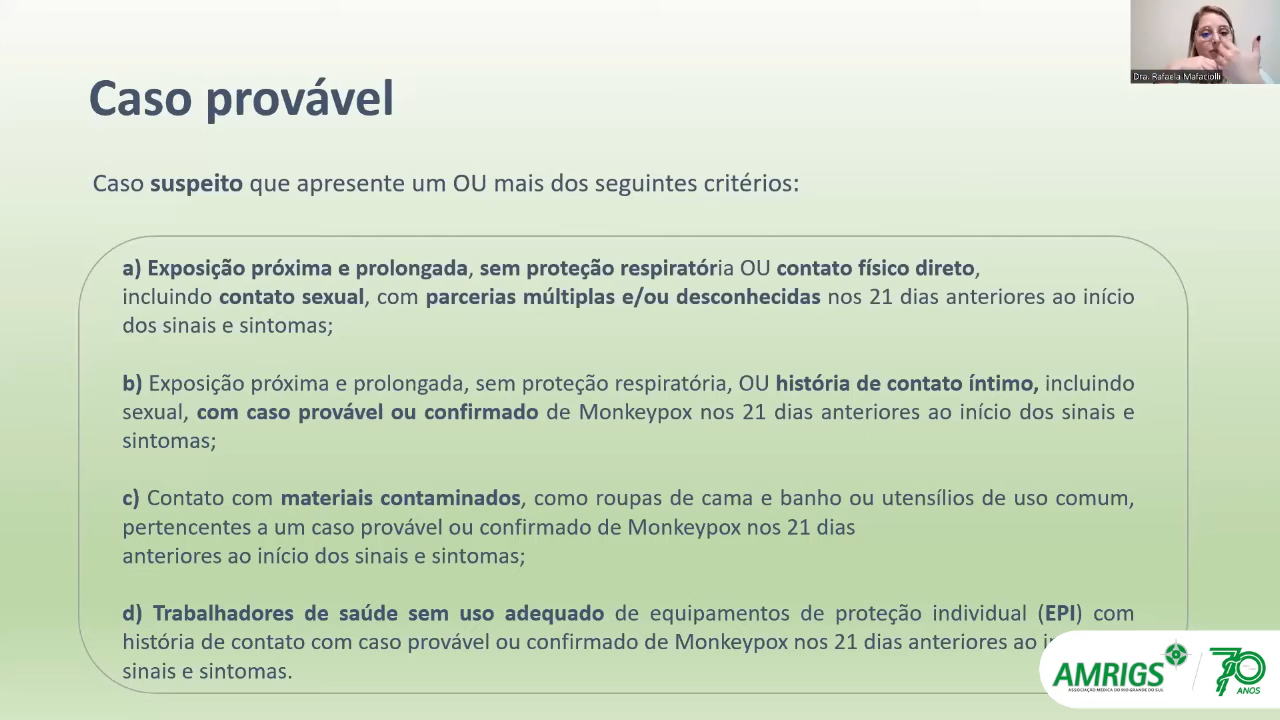 Caso provável
Dra. Rafaela Mafaciolli
Caso suspeito que apresente um OU mais dos seguintes critérios:
a) Exposição próxima e prolongada, sem proteção respiratória OU contato físico direto,
incluindo contato sexual, com parcerias múltiplas e/ou desconhecidas nos 21 dias anteriores ao início
dos sinais e sintomas;
b) Exposição próxima e prolongada, sem proteção respiratória, OU história de contato íntimo, incluindo
sexual, com caso provável ou confirmado de Monkeypox nos 21 dias anteriores ao início dos sinais e
sintomas;
c) Contato com materiais contaminados, como roupas de cama e banho ou utensílios de uso comum,
pertencentes a um caso provável ou confirmado de Monkeypox nos 21 dias
anteriores ao início dos sinais e sintomas;
d) Trabalhadores de saúde sem uso adequado de equipamentos de proteção individual (EPI) com
história de contato com caso provável ou confirmado de Monkeypox nos 21 dias anteriores ao
sinais e sintomas.
AMRIGS
ASSOCIAÇÃO MÉDICA DO RIO GRANDE DO SUL
70
ANOS